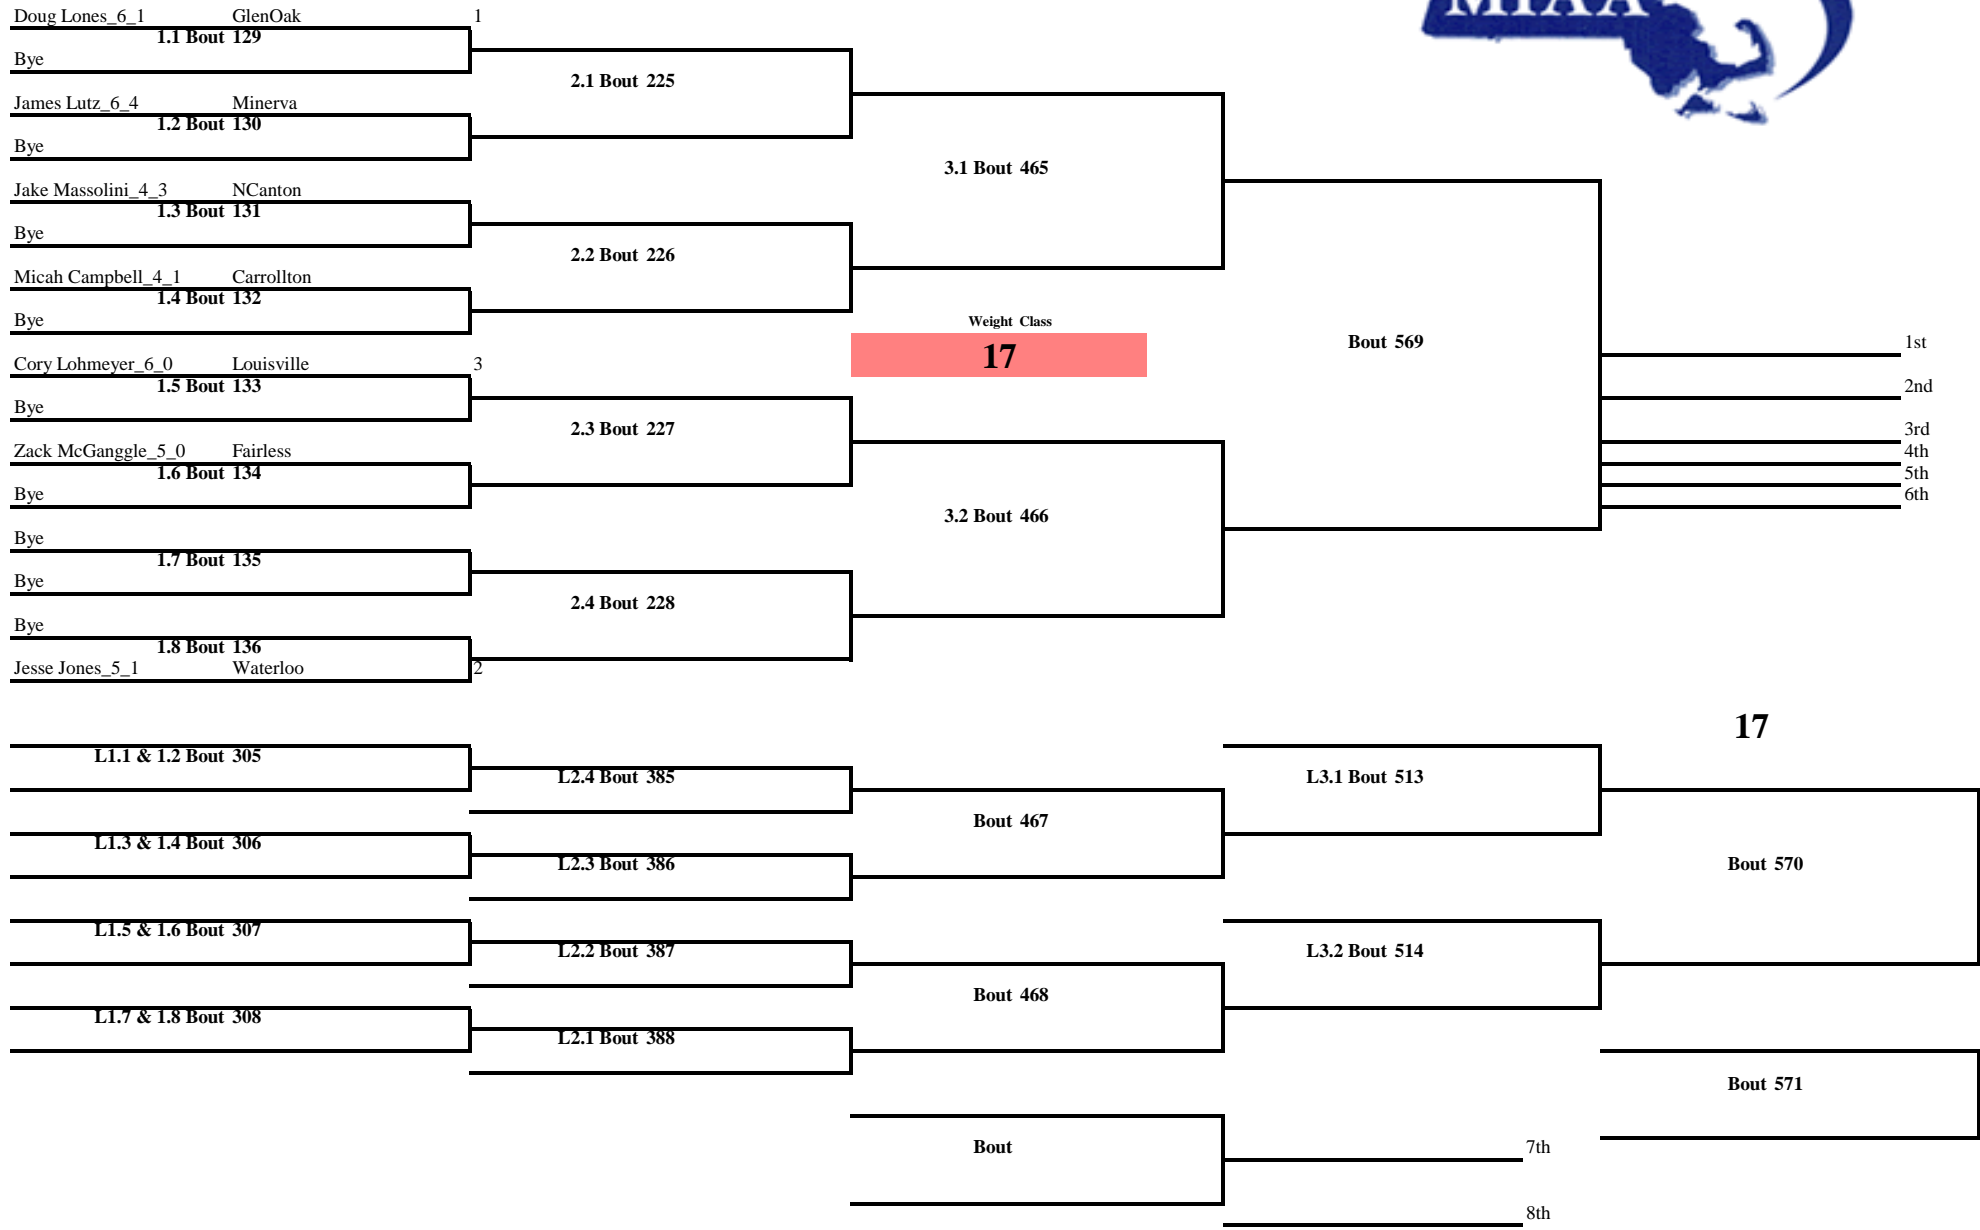 Doug Lones_6_1 GlenOak 1
1.1 Bout 129
Bye
2.1 Bout 225
James Lutz_6_4 Minerva
1.2 Bout 130
Bye
3.1 Bout 465
Jake Massolini_4_3 NCanton
1.3 Bout 131
Bye
2.2 Bout 226
Micah Campbell_4_1 Carrollton
1.4 Bout 132
Bye
Weight Class
17
Bout 569
1st
Cory Lohmeyer_6_0 Louisville 3
1.5 Bout 133
2nd
Bye
2.3 Bout 227
3rd
Zack McGanggle_5_0 Fairless
4th
1.6 Bout 134
5th
Bye
6th
3.2 Bout 466
Bye
1.7 Bout 135
Bye
2.4 Bout 228
Bye
1.8 Bout 136
Jesse Jones_5_1 Waterloo 2
17
L1.1 & 1.2 Bout 305
L2.4 Bout 385
L3.1 Bout 513
Bout 467
L1.3 & 1.4 Bout 306
L2.3 Bout 386
Bout 570
L1.5 & 1.6 Bout 307
L2.2 Bout 387
L3.2 Bout 514
Bout 468
L1.7 & 1.8 Bout 308
L2.1 Bout 388
Bout 571
Bout
7th
8th